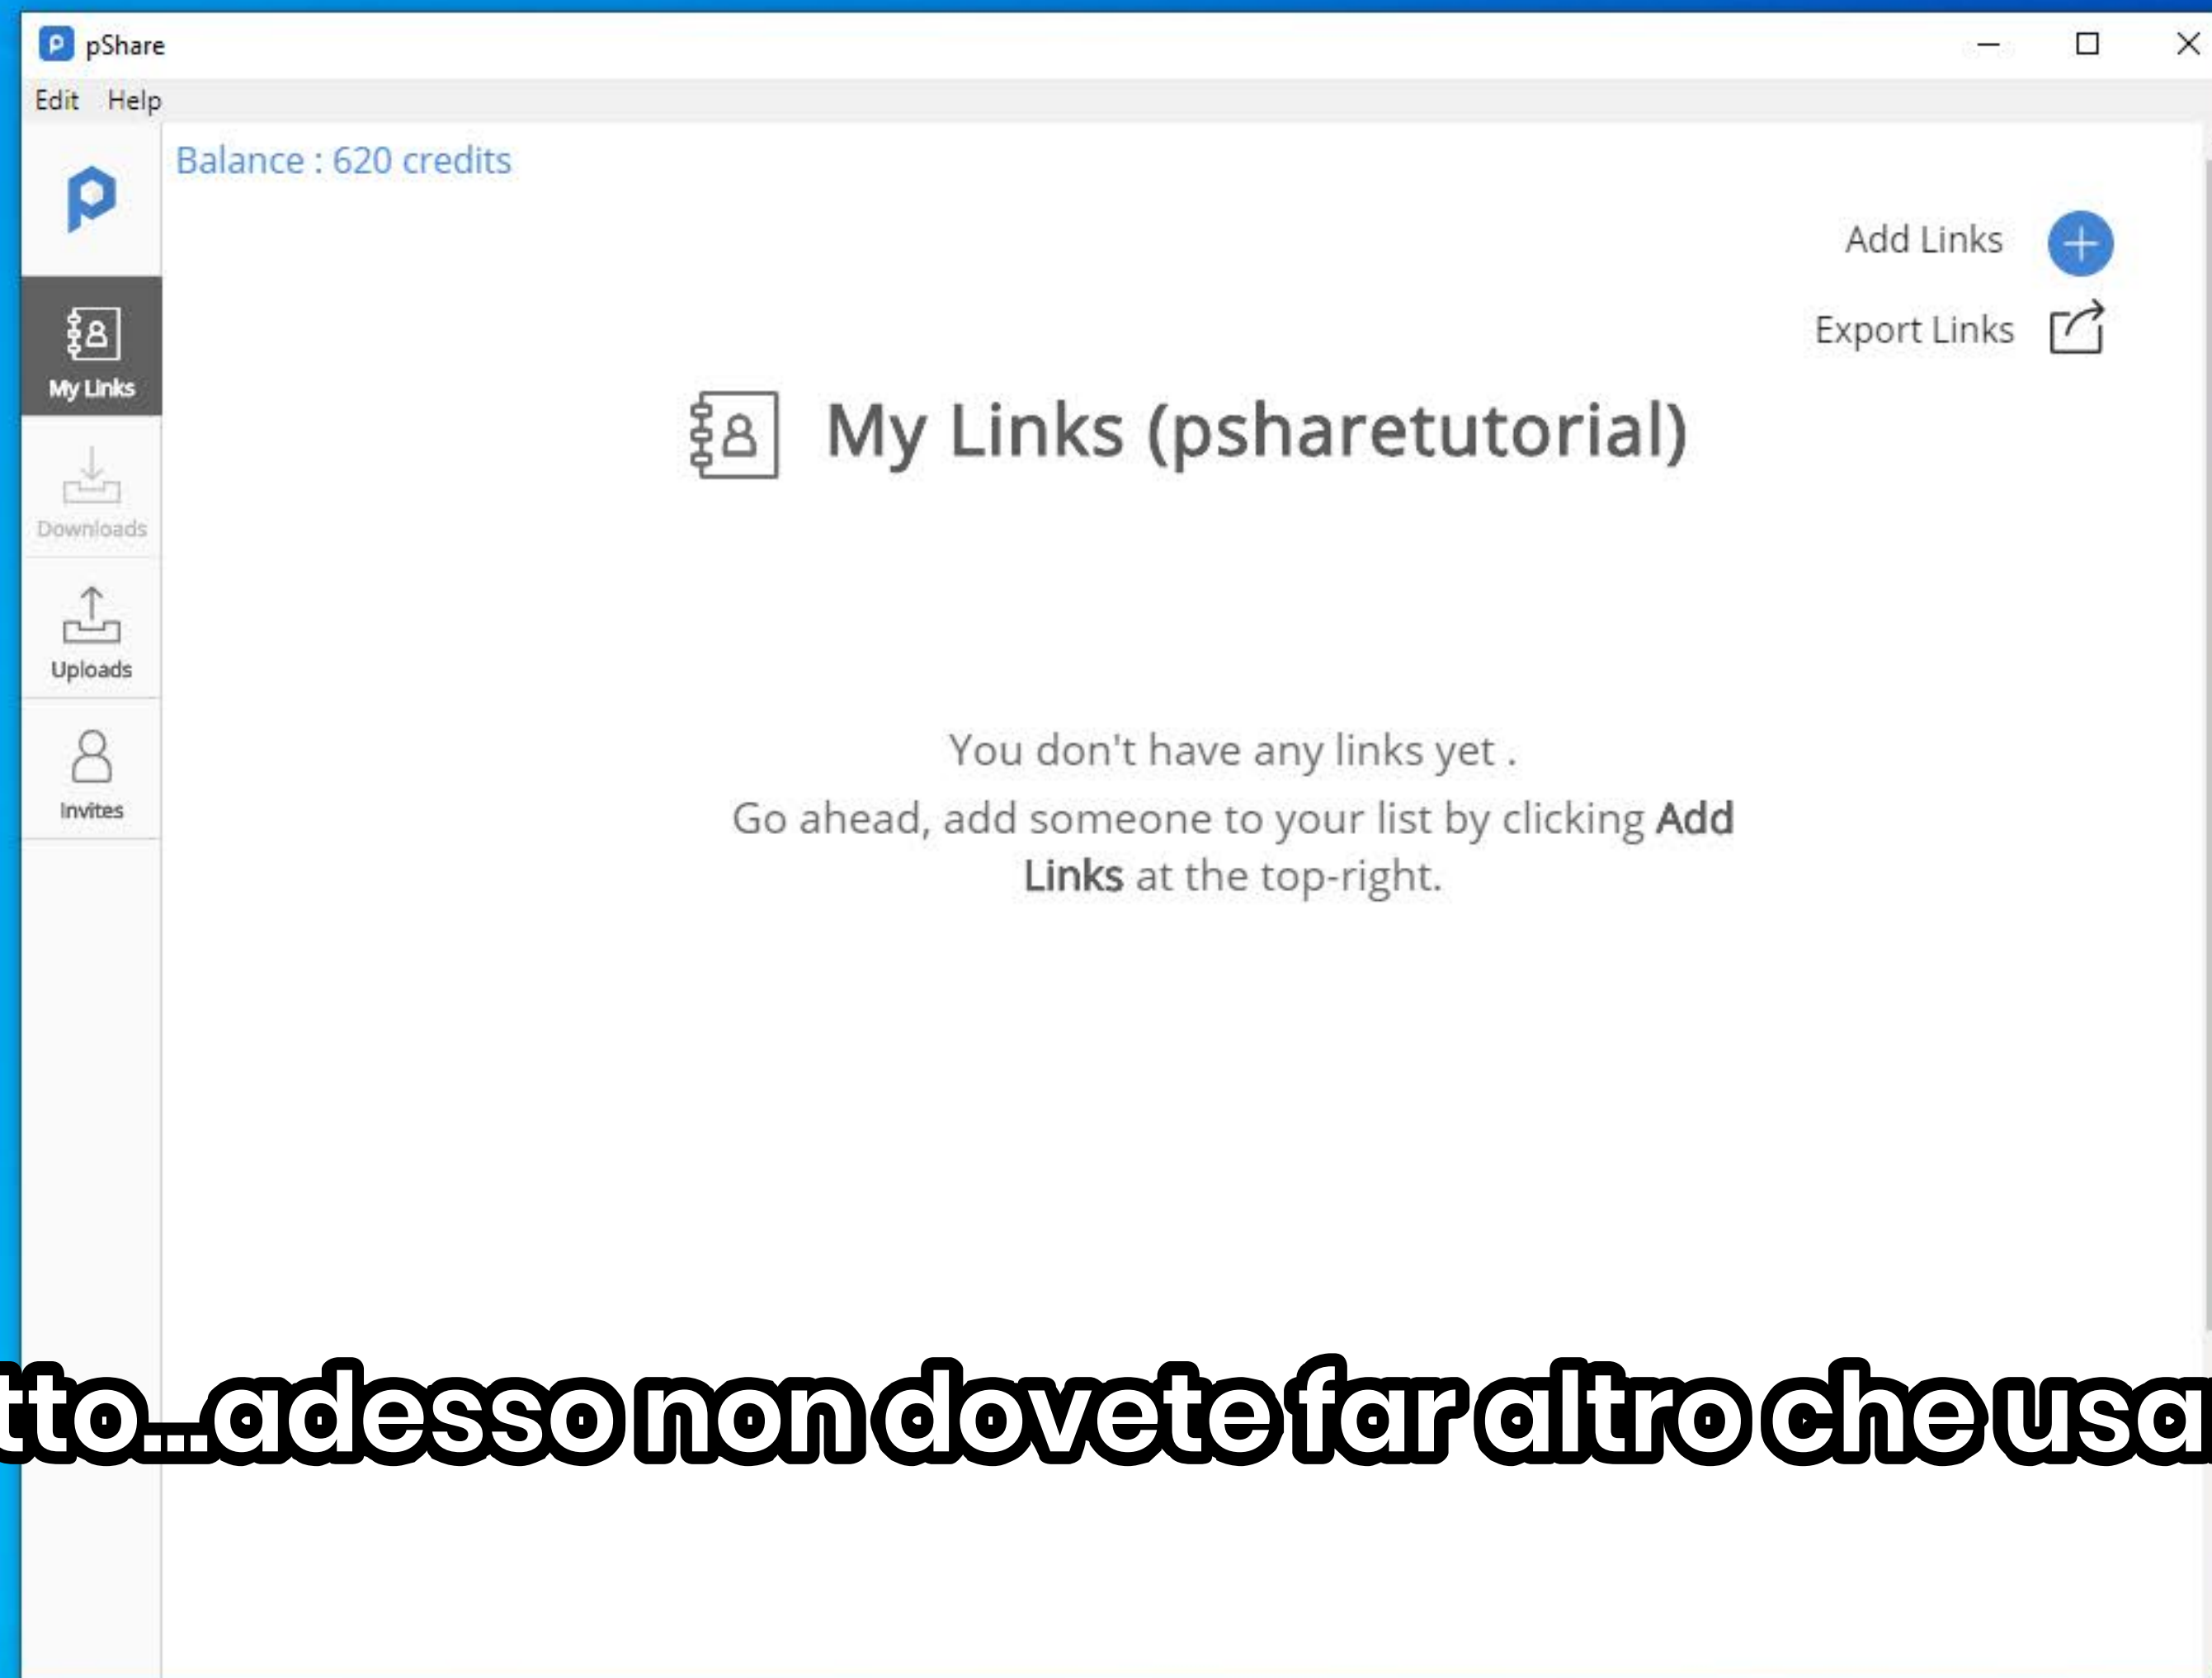 pShare
Edit Help
Balance : 620 credits
Add Links
Export Links
My Links
My Links (psharetutorial)
Downloads
Uploads
You don't have any links yet .
Invites
Go ahead, add someone to your list by clicking Add
Links at the top-right.
tto...adesso non dovete far altro che usa